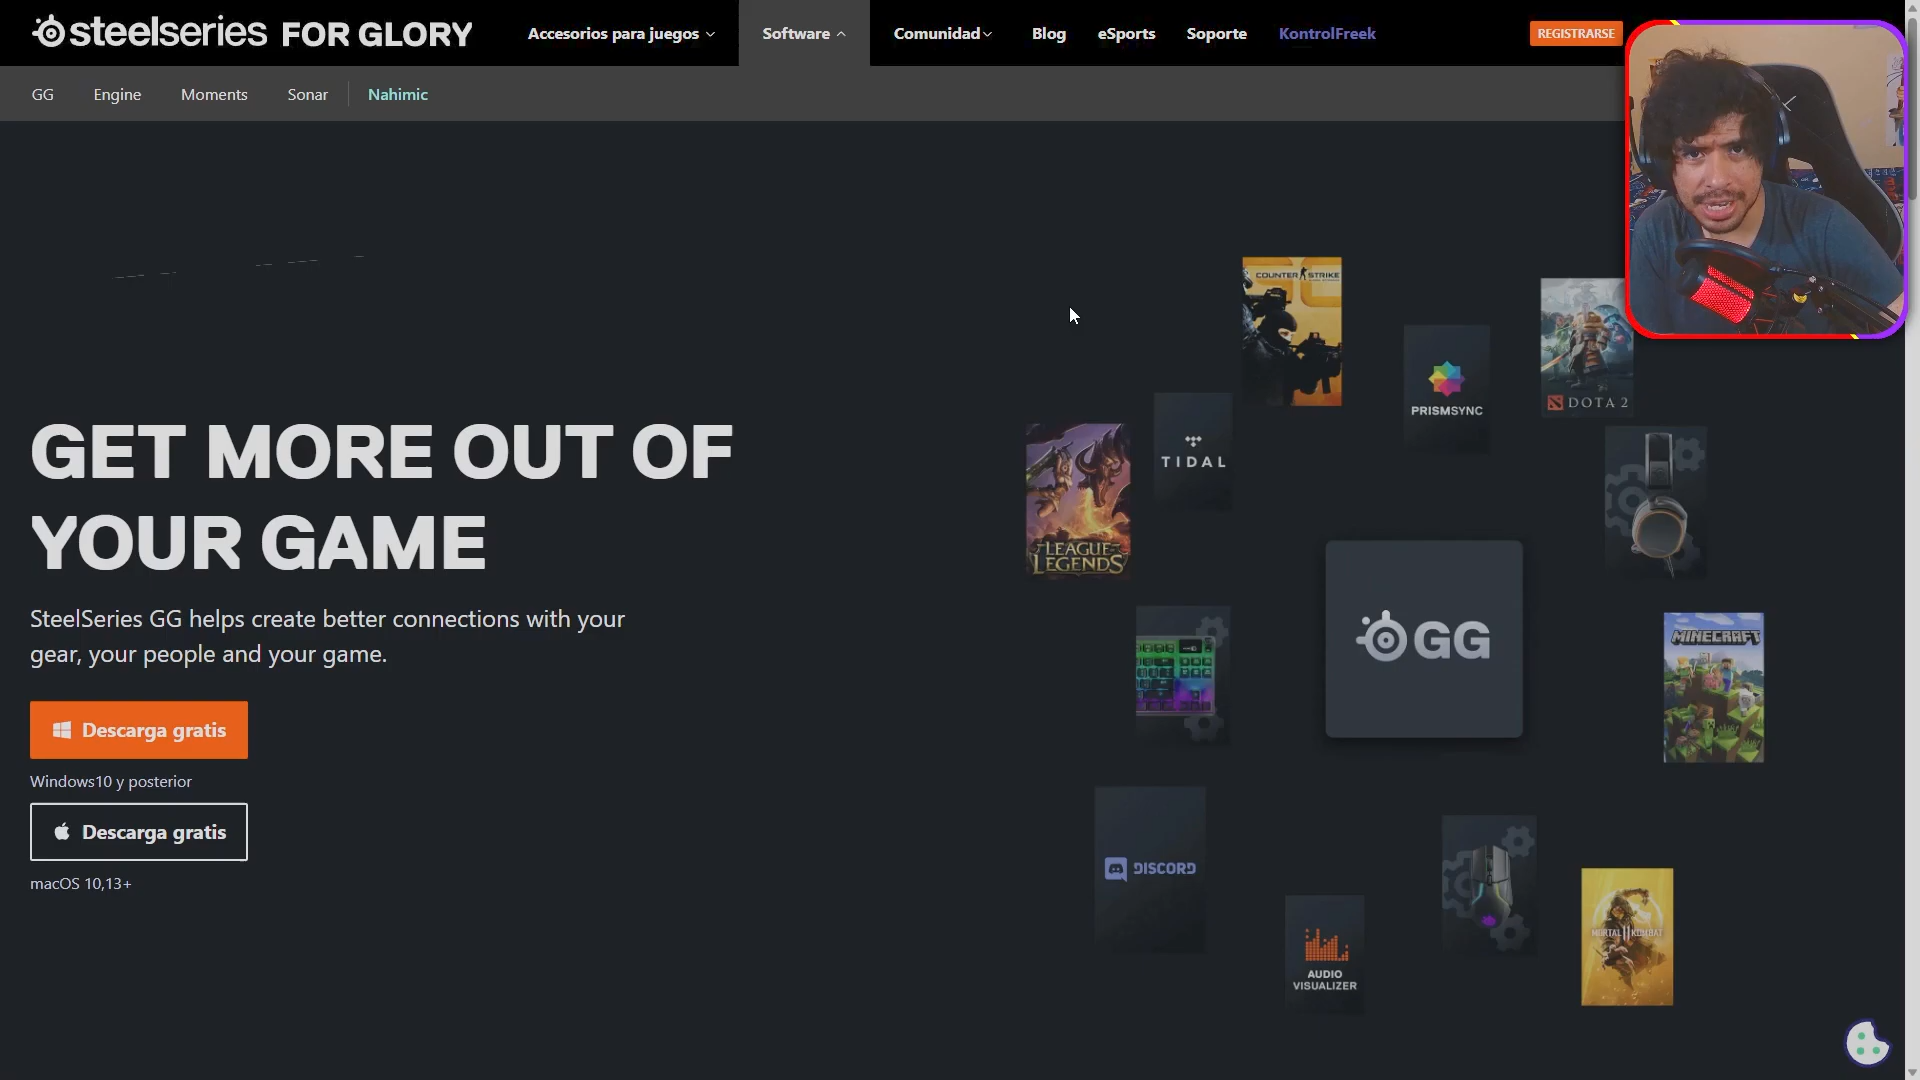 steelseries FOR GLORY
Accesorios para juegos
Software
Comunidad
Blog
eSports
Soporte
KontrolFreek
REGISTRARSE
GG
Engine
Moments
Sonar
Nahimic
GET MORE OUT OF
YOUR GAME
SteelSeries GG helps create better connections with your
gear, your people and your game.
Descarga gratis
Windows10 y posterior
Descarga gratis
macOS 10,13+
COUNTER STRIKE
PRISMSYNC
DOTA 2
TIDAL
LEAGUE
LEGENDS
GG
MINECRAFT
DISCORD
AUDIO
VISUALIZER
MORTAL KOMBAT
11